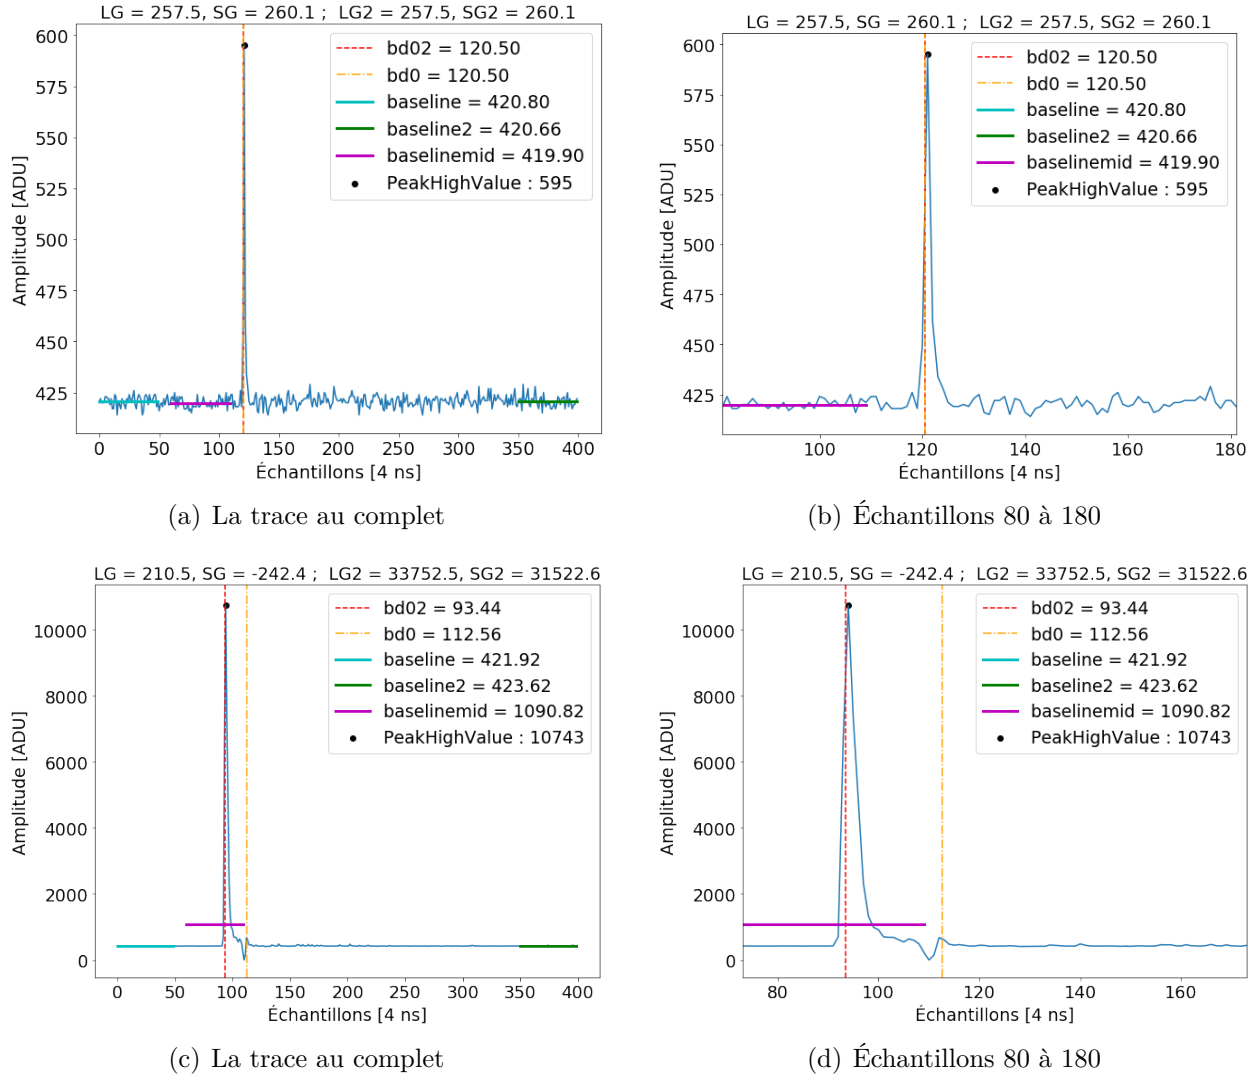 LG = 257.5, SG = 260.1 ;  LG2 = 257.5, SG2 = 260.1
600
575
550
525
500
475
450
425
Amplitude [ADU]
bd02 = 120.50
bd0 = 120.50
baseline = 420.80
baseline2 = 420.66
baselinemid = 419.90
PeakHighValue : 595
0 50 100 150 200 250 300 350 400
Échantillons [4 ns]
(a) La trace au complet
LG = 257.5, SG = 260.1 ;  LG2 = 257.5, SG2 = 260.1
600
575
550
525
500
475
450
425
Amplitude [ADU]
bd02 = 120.50
bd0 = 120.50
baseline = 420.80
baseline2 = 420.66
baselinemid = 419.90
PeakHighValue : 595
100 120 140 160 180
Échantillons [4 ns]
(b) Échantillons 80 à 180
LG = 210.5, SG = -242.4 ;  LG2 = 33752.5, SG2 = 31522.6
10000
8000
6000
4000
2000
0
Amplitude [ADU]
bd02 = 93.44
bd0 = 112.56
baseline = 421.92
baseline2 = 423.62
baselinemid = 1090.82
PeakHighValue : 10743
0 50 100 150 200 250 300 350 400
Échantillons [4 ns]
(c) La trace au complet
LG = 210.5, SG = -242.4 ;  LG2 = 33752.5, SG2 = 31522.6
10000
8000
6000
4000
2000
0
Amplitude [ADU]
bd02 = 93.44
bd0 = 112.56
baseline = 421.92
baseline2 = 423.62
baselinemid = 1090.82
PeakHighValue : 10743
80 100 120 140 160
Échantillons [4 ns]
(d) Échantillons 80 à 180